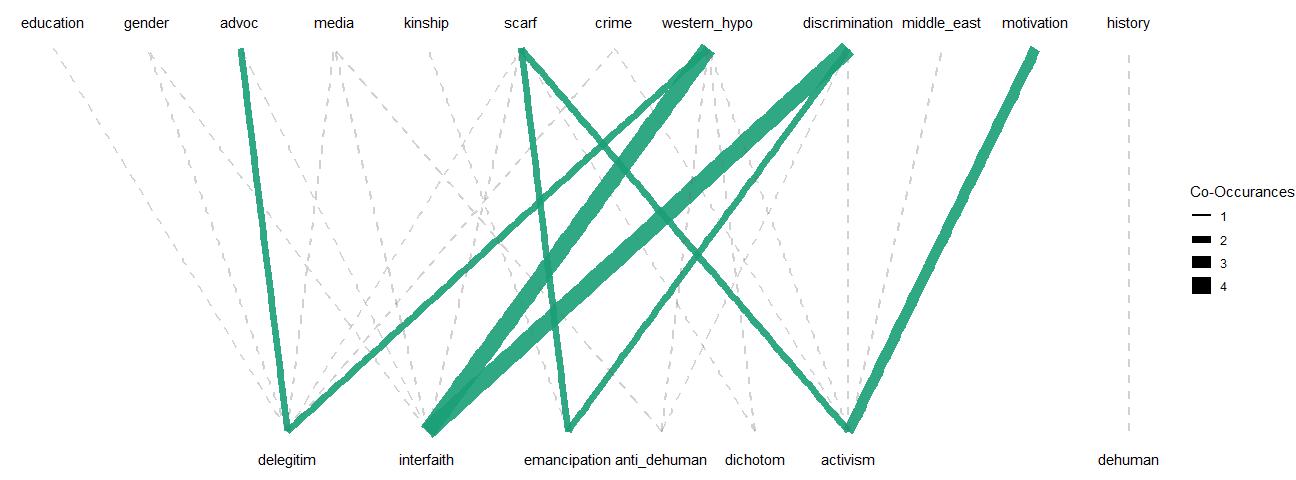 education gender advoc media kinship scarf crime western_hypo discrimination middle_east motivation history
Co-Occurances
1
2
3
4
delegitim interfaith emancipation anti_dehuman dichotom activism dehuman